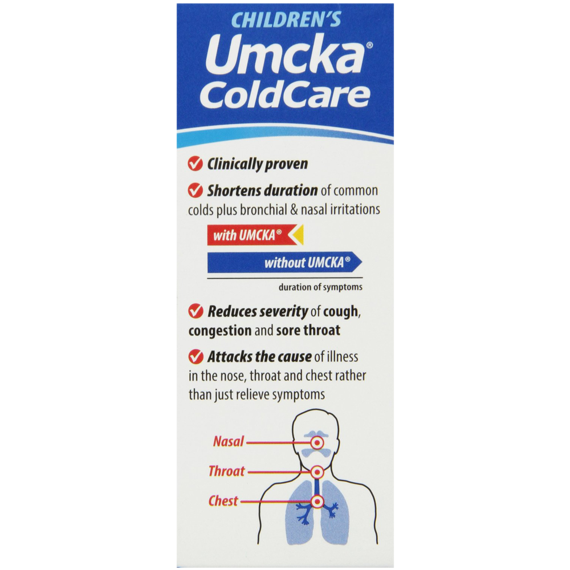 CHILDREN'S
Umcka®
ColdCare
Clinically proven
Shortens duration of common
colds plus bronchial & nasal irritations
with UMCKA®
without UMCKA®
duration of symptoms
Reduces severity of cough,
congestion and sore throat
Attacks the cause of illness
in the nose, throat and chest rather
than just relieve symptoms
Nasal
Throat
Chest